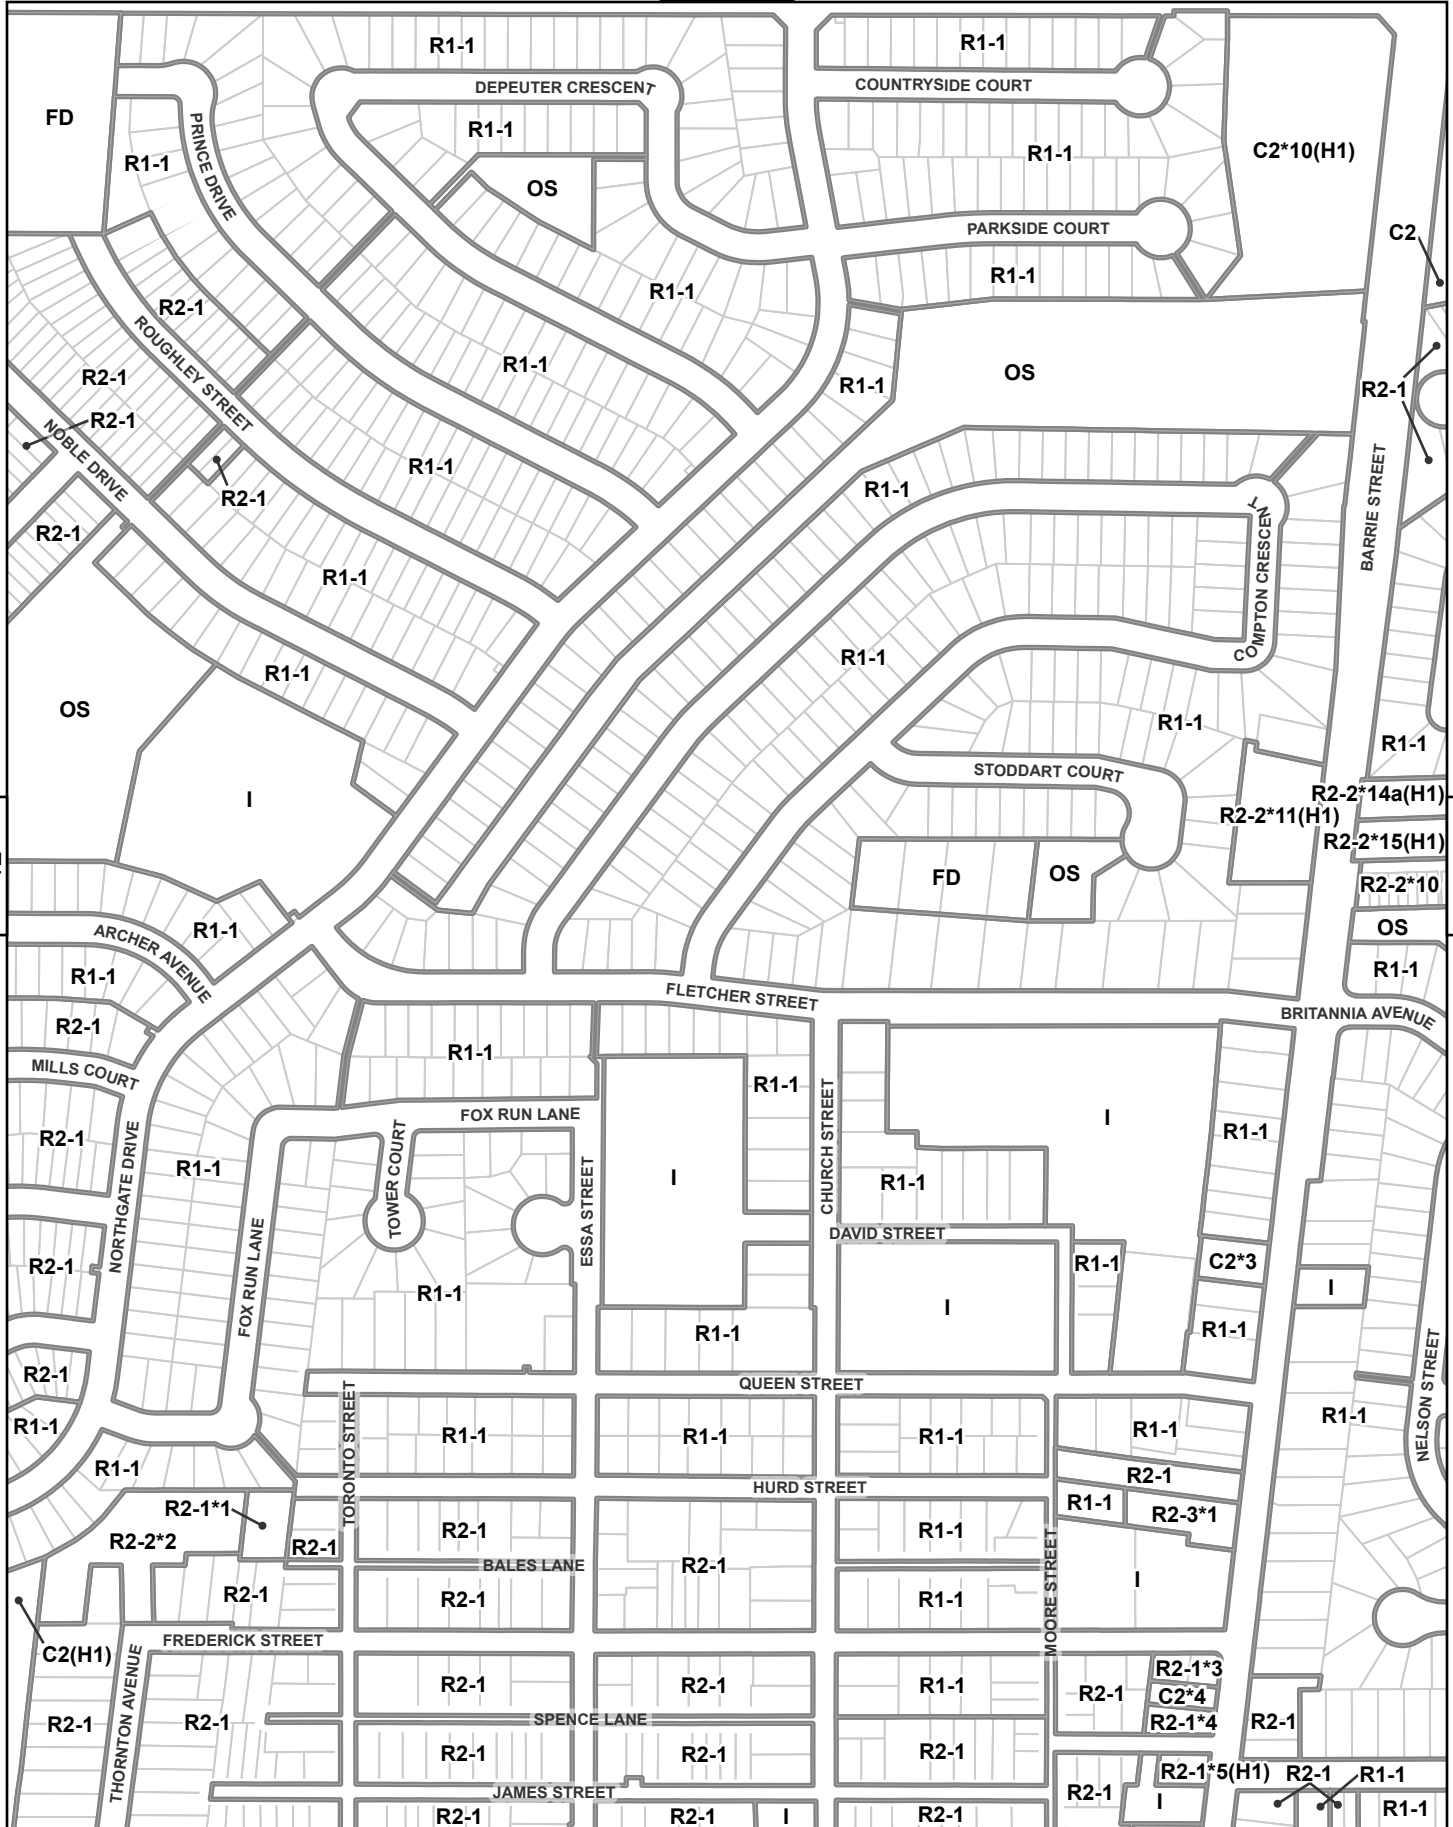 R1-1
R1-1
DEPEUTER CRESCENT
COUNTRYSIDE COURT
FD
PRINCE DRIVE
R1-1
R1-1
R1-1
C2*10(H1)
OS
PARKSIDE COURT
C2
R1-1
R1-1
R2-1
ROUGHLEY STREET
R1-1
OS
R2-1
R1-1
R2-1
R2-1
NOBLE DRIVE
R1-1
R1-1
R2-1
BARRIE STREET
R2-1
COMPTON CRESCENT
R1-1
R1-1
R1-1
OS
R1-1
R1-1
STODDART COURT
I
R2-2*14a(H1)
R2-2*11(H1)
R2-2*15(H1)
FD
OS
R2-2*10
ARCHER AVENUE
R1-1
OS
R1-1
R1-1
FLETCHER STREET
BRITANNIA AVENUE
R2-1
R1-1
MILLS COURT
R1-1
FOX RUN LANE
I
R2-1
NORTHGATE DRIVE
R1-1
TOWER COURT
ESSA STREET
I
CHURCH STREET
R1-1
R1-1
DAVID STREET
R2-1
FOX RUN LANE
R1-1
R1-1
C2*3
I
I
R1-1
R1-1
R2-1
NELSON STREET
QUEEN STREET
R1-1
TORONTO STREET
R1-1
R1-1
R1-1
R1-1
R1-1
R1-1
R2-1
HURD STREET
R2-1*1
R1-1
R2-3*1
R2-2*2
R2-1
R2-1
R1-1
BALES LANE
R2-1
MOORE STREET
I
R2-1
R2-1
R1-1
FREDERICK STREET
C2(H1)
THORNTON AVENUE
R2-1
R2-1
R1-1
R2-1
R2-1*3
C2*4
R2-1*4
R2-1
R2-1
SPENCE LANE
R2-1
R2-1
R2-1
R2-1
R2-1*5(H1)
R2-1
R1-1
JAMES STREET
R2-1
I
R1-1
R2-1
R2-1
I
R2-1